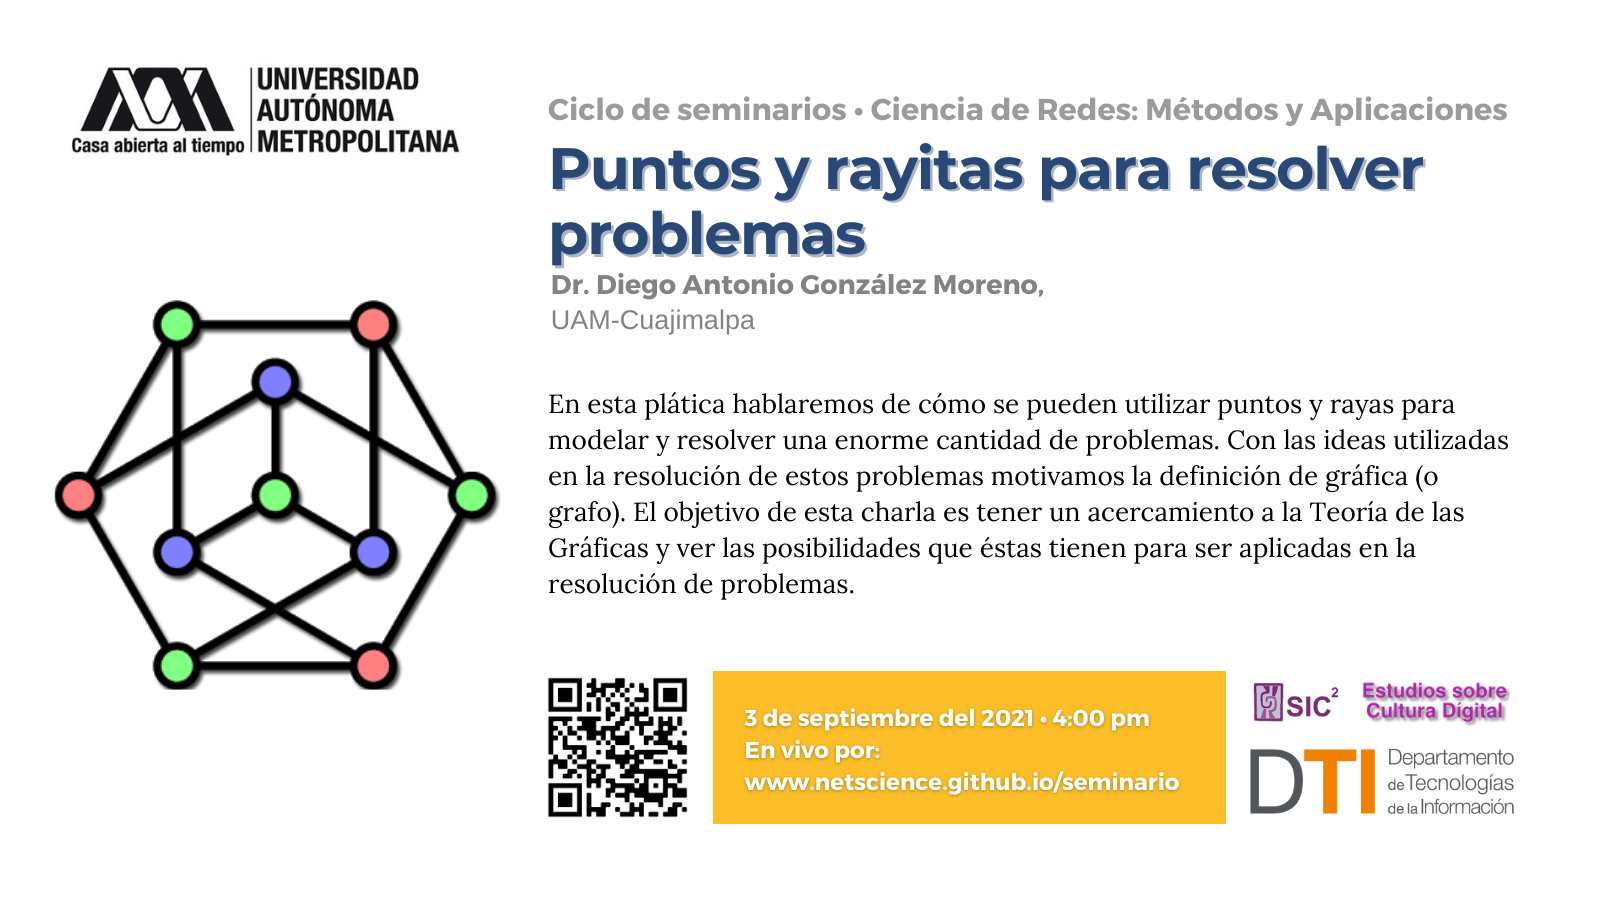 UNIVERSIDAD
AUTÓNOMA
METROPOLITANA
Casa abierta al tiempo
Ciclo de seminarios • Ciencia de Redes: Métodos y Aplicaciones
Puntos y rayitas para resolver
problemas
Dr. Diego Antonio González Moreno,
UAM-Cuajimalpa
En esta plática hablaremos de cómo se pueden utilizar puntos y rayas para
modelar y resolver una enorme cantidad de problemas. Con las ideas utilizadas
en la resolución de estos problemas motivamos la definición de gráfica (o
grafo). El objetivo de esta charla es tener un acercamiento a la Teoría de las
Gráficas y ver las posibilidades que éstas tienen para ser aplicadas en la
resolución de problemas.
3 de septiembre del 2021 • 4:00 pm
En vivo por:
www.netscience.github.io/seminario
SIC²
Estudios sobre
Cultura Dígital
DTI
Departamento
de Tecnologías
de la Información